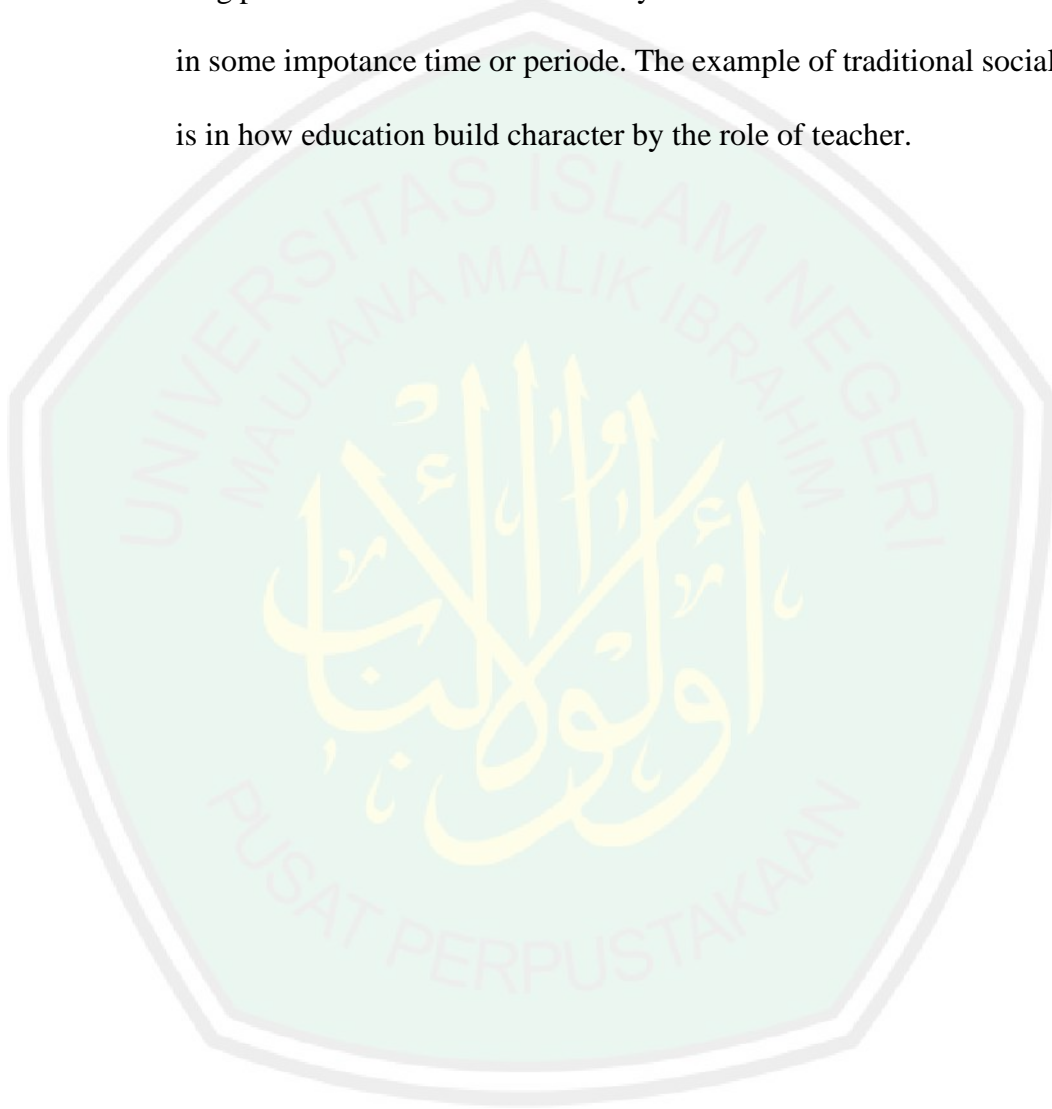 in some impotance time or periode. The example of traditional social
is in how education build character by the role of teacher.
UNIVERSITAS ISLAM NEGERI
MAULANA MALIK IBRAHIM
أولوا الألباب
PUSAT PERPUSTAKAAN